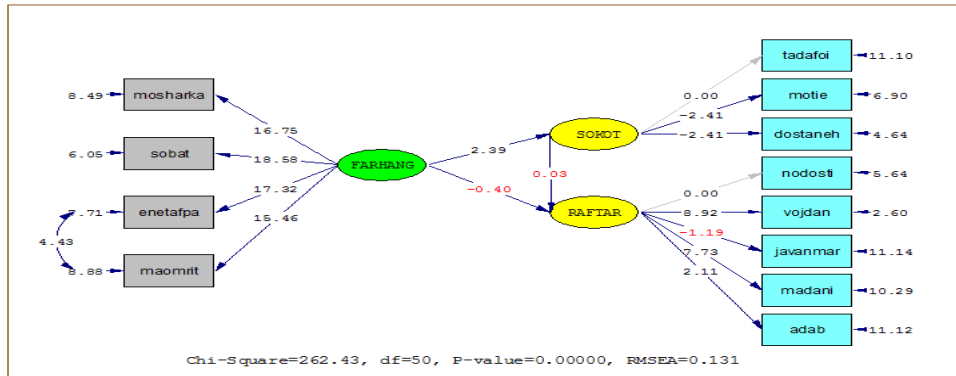 tadafoi 11.10
8.49 mosharka
0.00
motie 6.90
-2.41
16.75
SOKOT
-2.41 dostaneh 4.64
6.05 sobat
18.58
2.39
FARHANG
0.03
nodosti 5.64
17.32
-0.40
0.00
7.71 enetafpa
15.46
RAFTAR
8.92 vojdan 2.60
-1.19
4.43
7.73
javanmar 11.14
8.88 maomrit
2.11
madani 10.29
adab 11.12
Chi-Square=262.43, df=50, P-value=0.00000, RMSEA=0.131